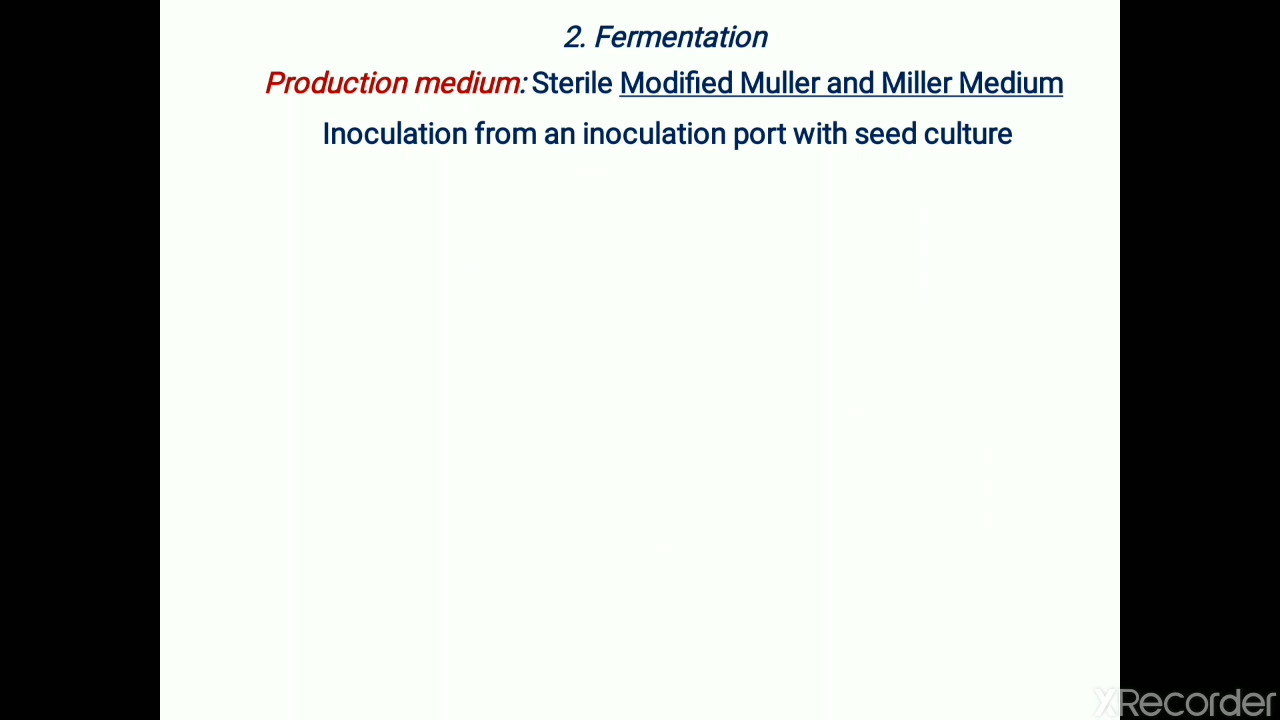 2. Fermentation
Production medium: Sterile Modified Muller and Miller Medium
Inoculation from an inoculation port with seed culture
XRecorder